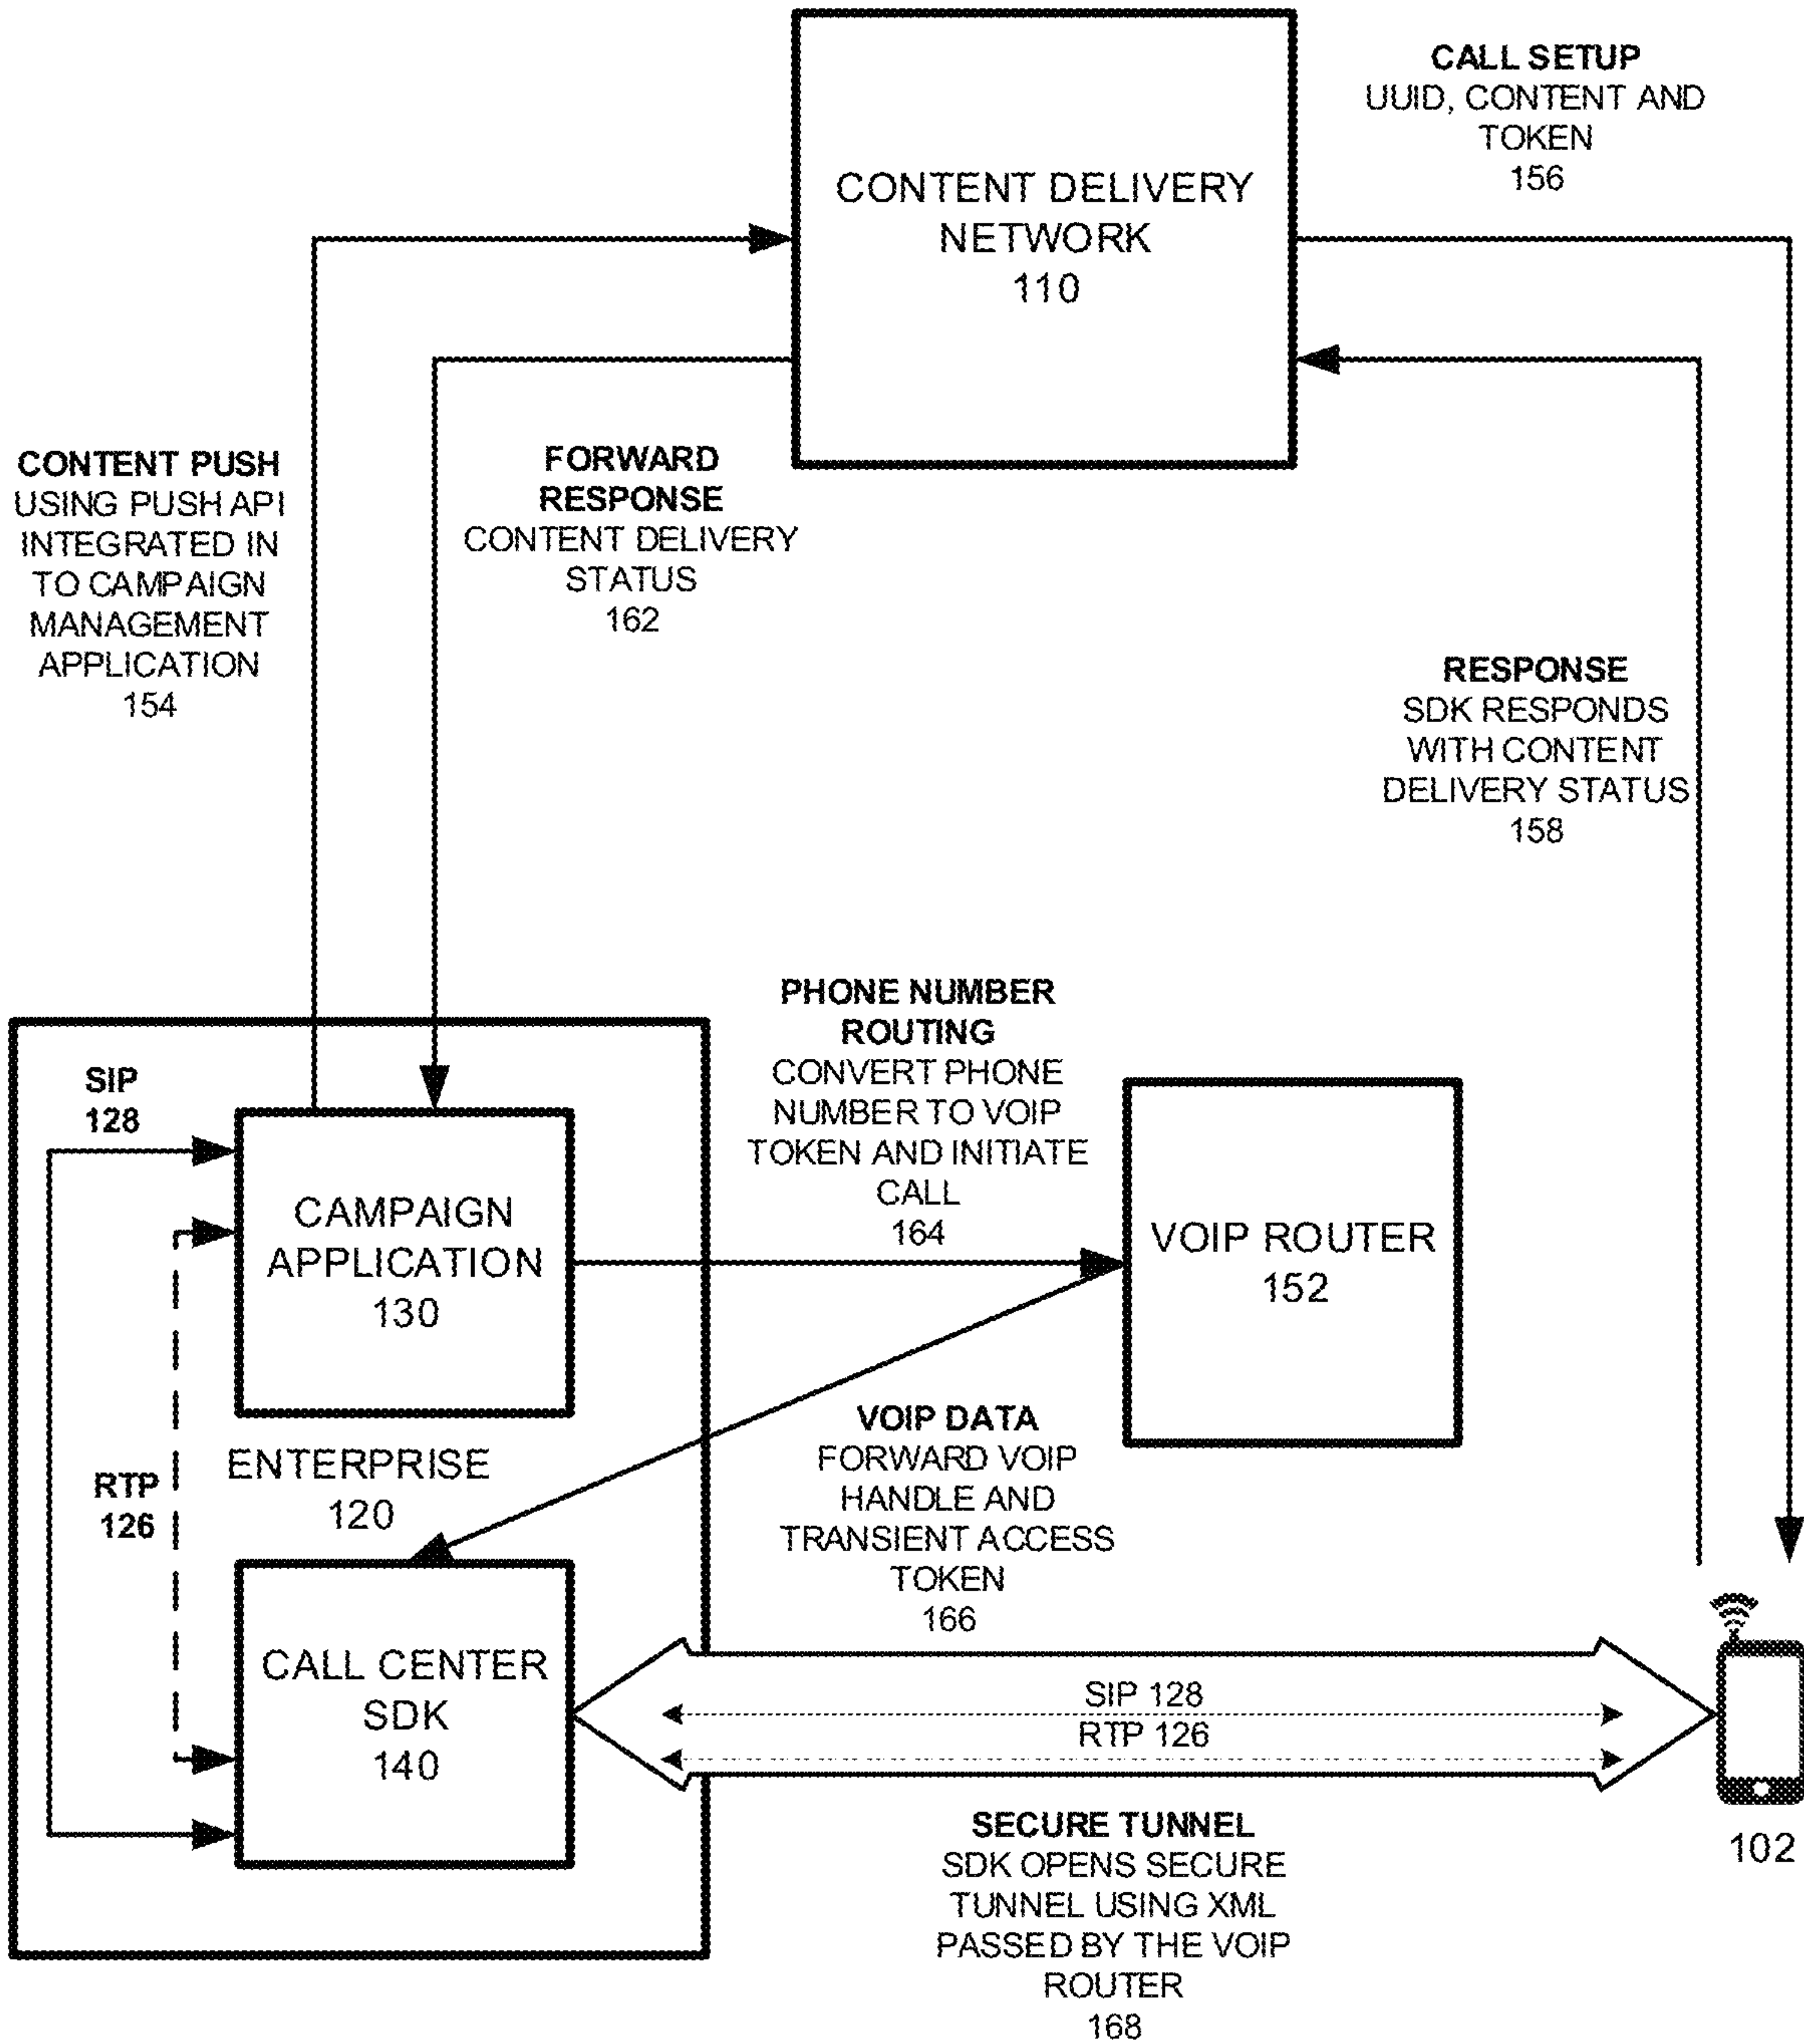 CALL SETUP
UUID, CONTENT AND
TOKEN
156
CONTENT DELIVERY
NETWORK
110
CONTENT PUSH
USING PUSH API
INTEGRATED IN
TO CAMPAIGN
MANAGEMENT
APPLICATION
154
FORWARD
RESPONSE
CONTENT DELIVERY
STATUS
162
RESPONSE
SDK RESPONDS
WITH CONTENT
DELIVERY STATUS
158
PHONE NUMBER
ROUTING
CONVERT PHONE
NUMBER TO VOIP
TOKEN AND INITIATE
CALL
164
SIP
128
CAMPAIGN
APPLICATION
130
VOIP ROUTER
152
ENTERPRISE
120
RTP
126
VOIP DATA
FORWARD VOIP
HANDLE AND
TRANSIENT ACCESS
TOKEN
166
CALL CENTER
SDK
140
SIP 128
RTP 126
102
SECURE TUNNEL
SDK OPENS SECURE
TUNNEL USING XML
PASSED BY THE VOIP
ROUTER
168